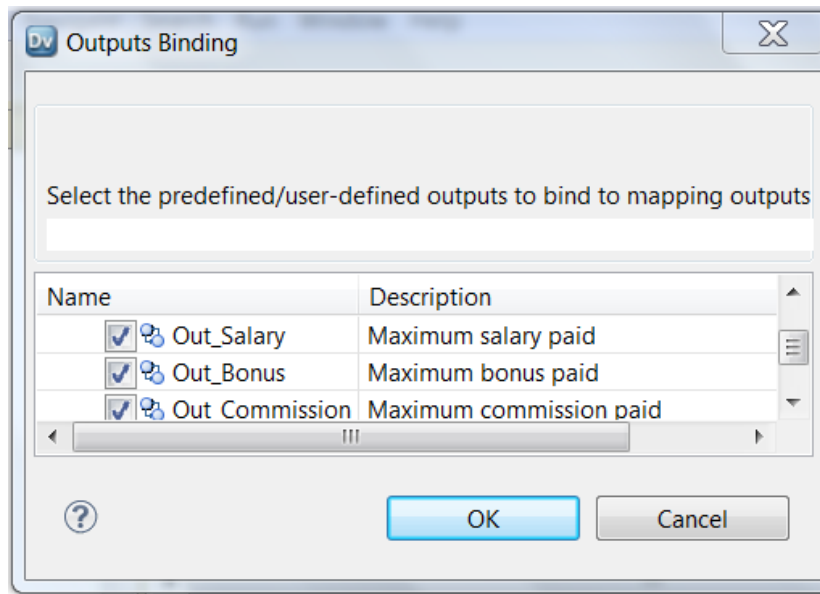 Dv Outputs Binding
Select the predefined/user-defined outputs to bind to mapping outputs
Name Description
Out_Salary Maximum salary paid
Out_Bonus Maximum bonus paid
Out_Commission Maximum commission paid
?
OK Cancel